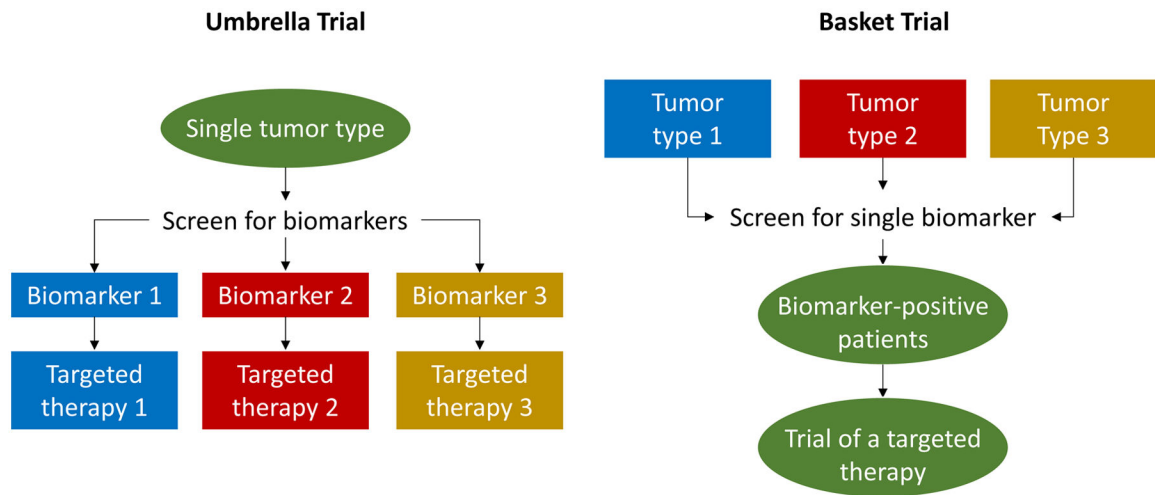 Umbrella Trial
Single tumor type
Screen for biomarkers
Biomarker 1
Biomarker 2
Biomarker 3
Targeted
therapy 1
Targeted
therapy 2
Targeted
therapy 3
Basket Trial
Tumor
type 1
Tumor
type 2
Tumor
Type 3
Screen for single biomarker
Biomarker-positive
patients
Trial of a targeted
therapy